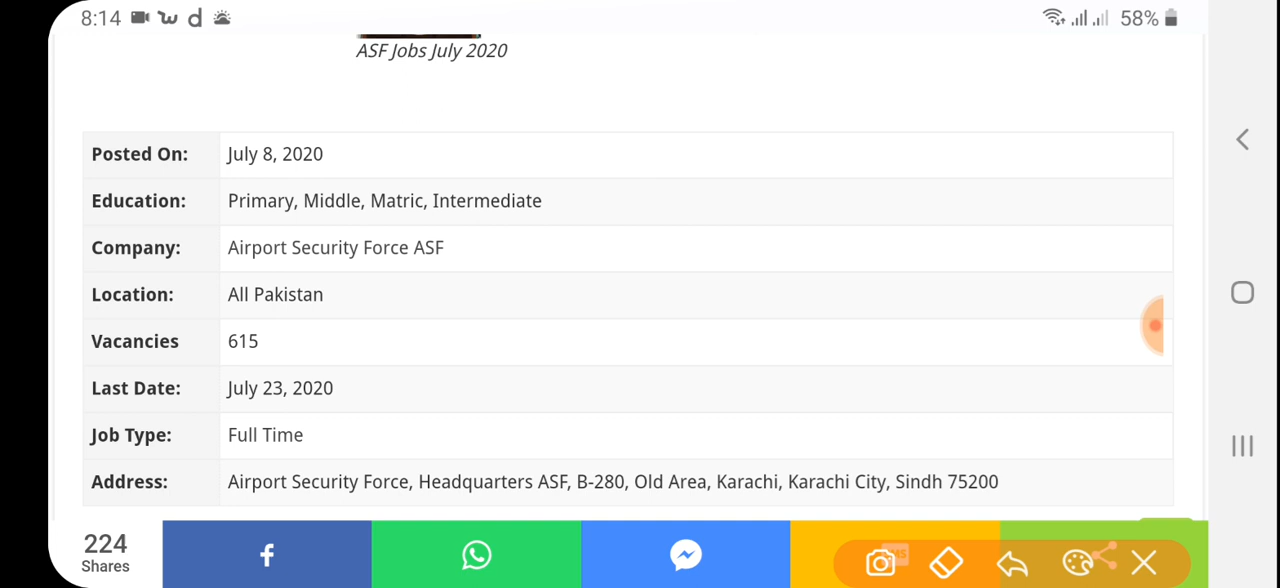 8:14 58%
ASF Jobs July 2020
Posted On: July 8, 2020
Education: Primary, Middle, Matric, Intermediate
Company: Airport Security Force ASF
Location: All Pakistan
Vacancies 615
Last Date: July 23, 2020
Job Type: Full Time
Address: Airport Security Force, Headquarters ASF, B-280, Old Area, Karachi, Karachi City, Sindh 75200
224
Shares